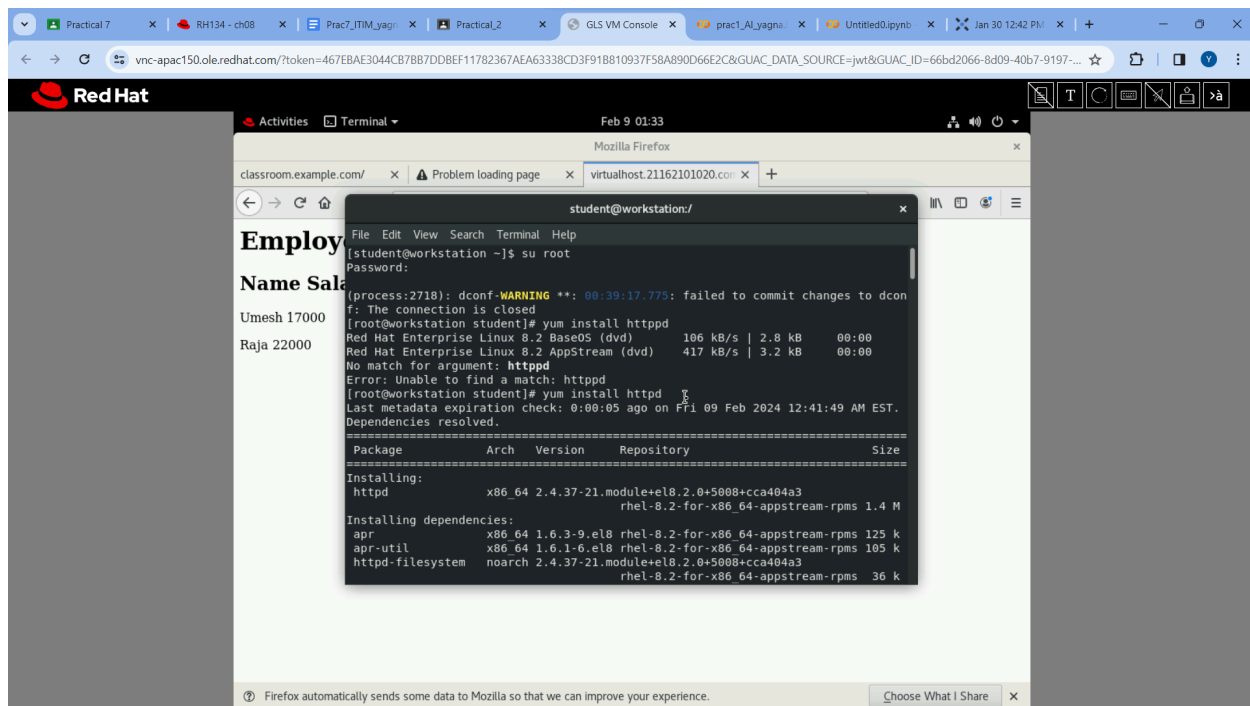 Practical 7
RH134 - ch08
Prac7_ITIM_yagn
Practical_2
GLS VM Console
prac1_AI_yagna.
Untitled0.ipynb
Jan 30 12:42 PM
vnc-apac150.ole.redhat.com/?token=467EBAE3044CB7BB7DDBEF11782367AEA63338CD3F91B810937F58A890D66E2C&GUAC_DATA_SOURCE=jwt&GUAC_ID=66bd2066-8d09-40b7-9197-...
Y
Red Hat
T
>à
Activities Terminal Feb 9 01:33
Mozilla Firefox
classroom.example.com/
Problem loading page
virtualhost.21162101020.con
student@workstation:/
Employ
File Edit View Search Terminal Help
Name Sala
Umesh 17000
Raja 22000
[student@workstation ~]$ su root
Password:
(process:2718): dconf-WARNING **: 00:39:17.775: failed to commit changes to dcon
f: The connection is closed
[root@workstation student]# yum install httppd
Red Hat Enterprise Linux 8.2 BaseOS (dvd) 106 kB/s | 2.8 kB 00:00
Red Hat Enterprise Linux 8.2 AppStream (dvd) 417 kB/s | 3.2 kB 00:00
No match for argument: httppd
Error: Unable to find a match: httppd
[root@workstation student]# yum install httpd
Last metadata expiration check: 0:00:05 ago on Fri 09 Feb 2024 12:41:49 AM EST.
Dependencies resolved.
================================================================================
Package Arch Version Repository Size
================================================================================
Installing:
httpd x86_64 2.4.37-21.module+el8.2.0+5008+cca404a3
rhel-8.2-for-x86_64-appstream-rpms 1.4 M
Installing dependencies:
apr x86_64 1.6.3-9.el8 rhel-8.2-for-x86_64-appstream-rpms 125 k
apr-util x86_64 1.6.1-6.el8 rhel-8.2-for-x86_64-appstream-rpms 105 k
httpd-filesystem noarch 2.4.37-21.module+el8.2.0+5008+cca404a3
rhel-8.2-for-x86_64-appstream-rpms 36 k
Firefox automatically sends some data to Mozilla so that we can improve your experience.
Choose What I Share